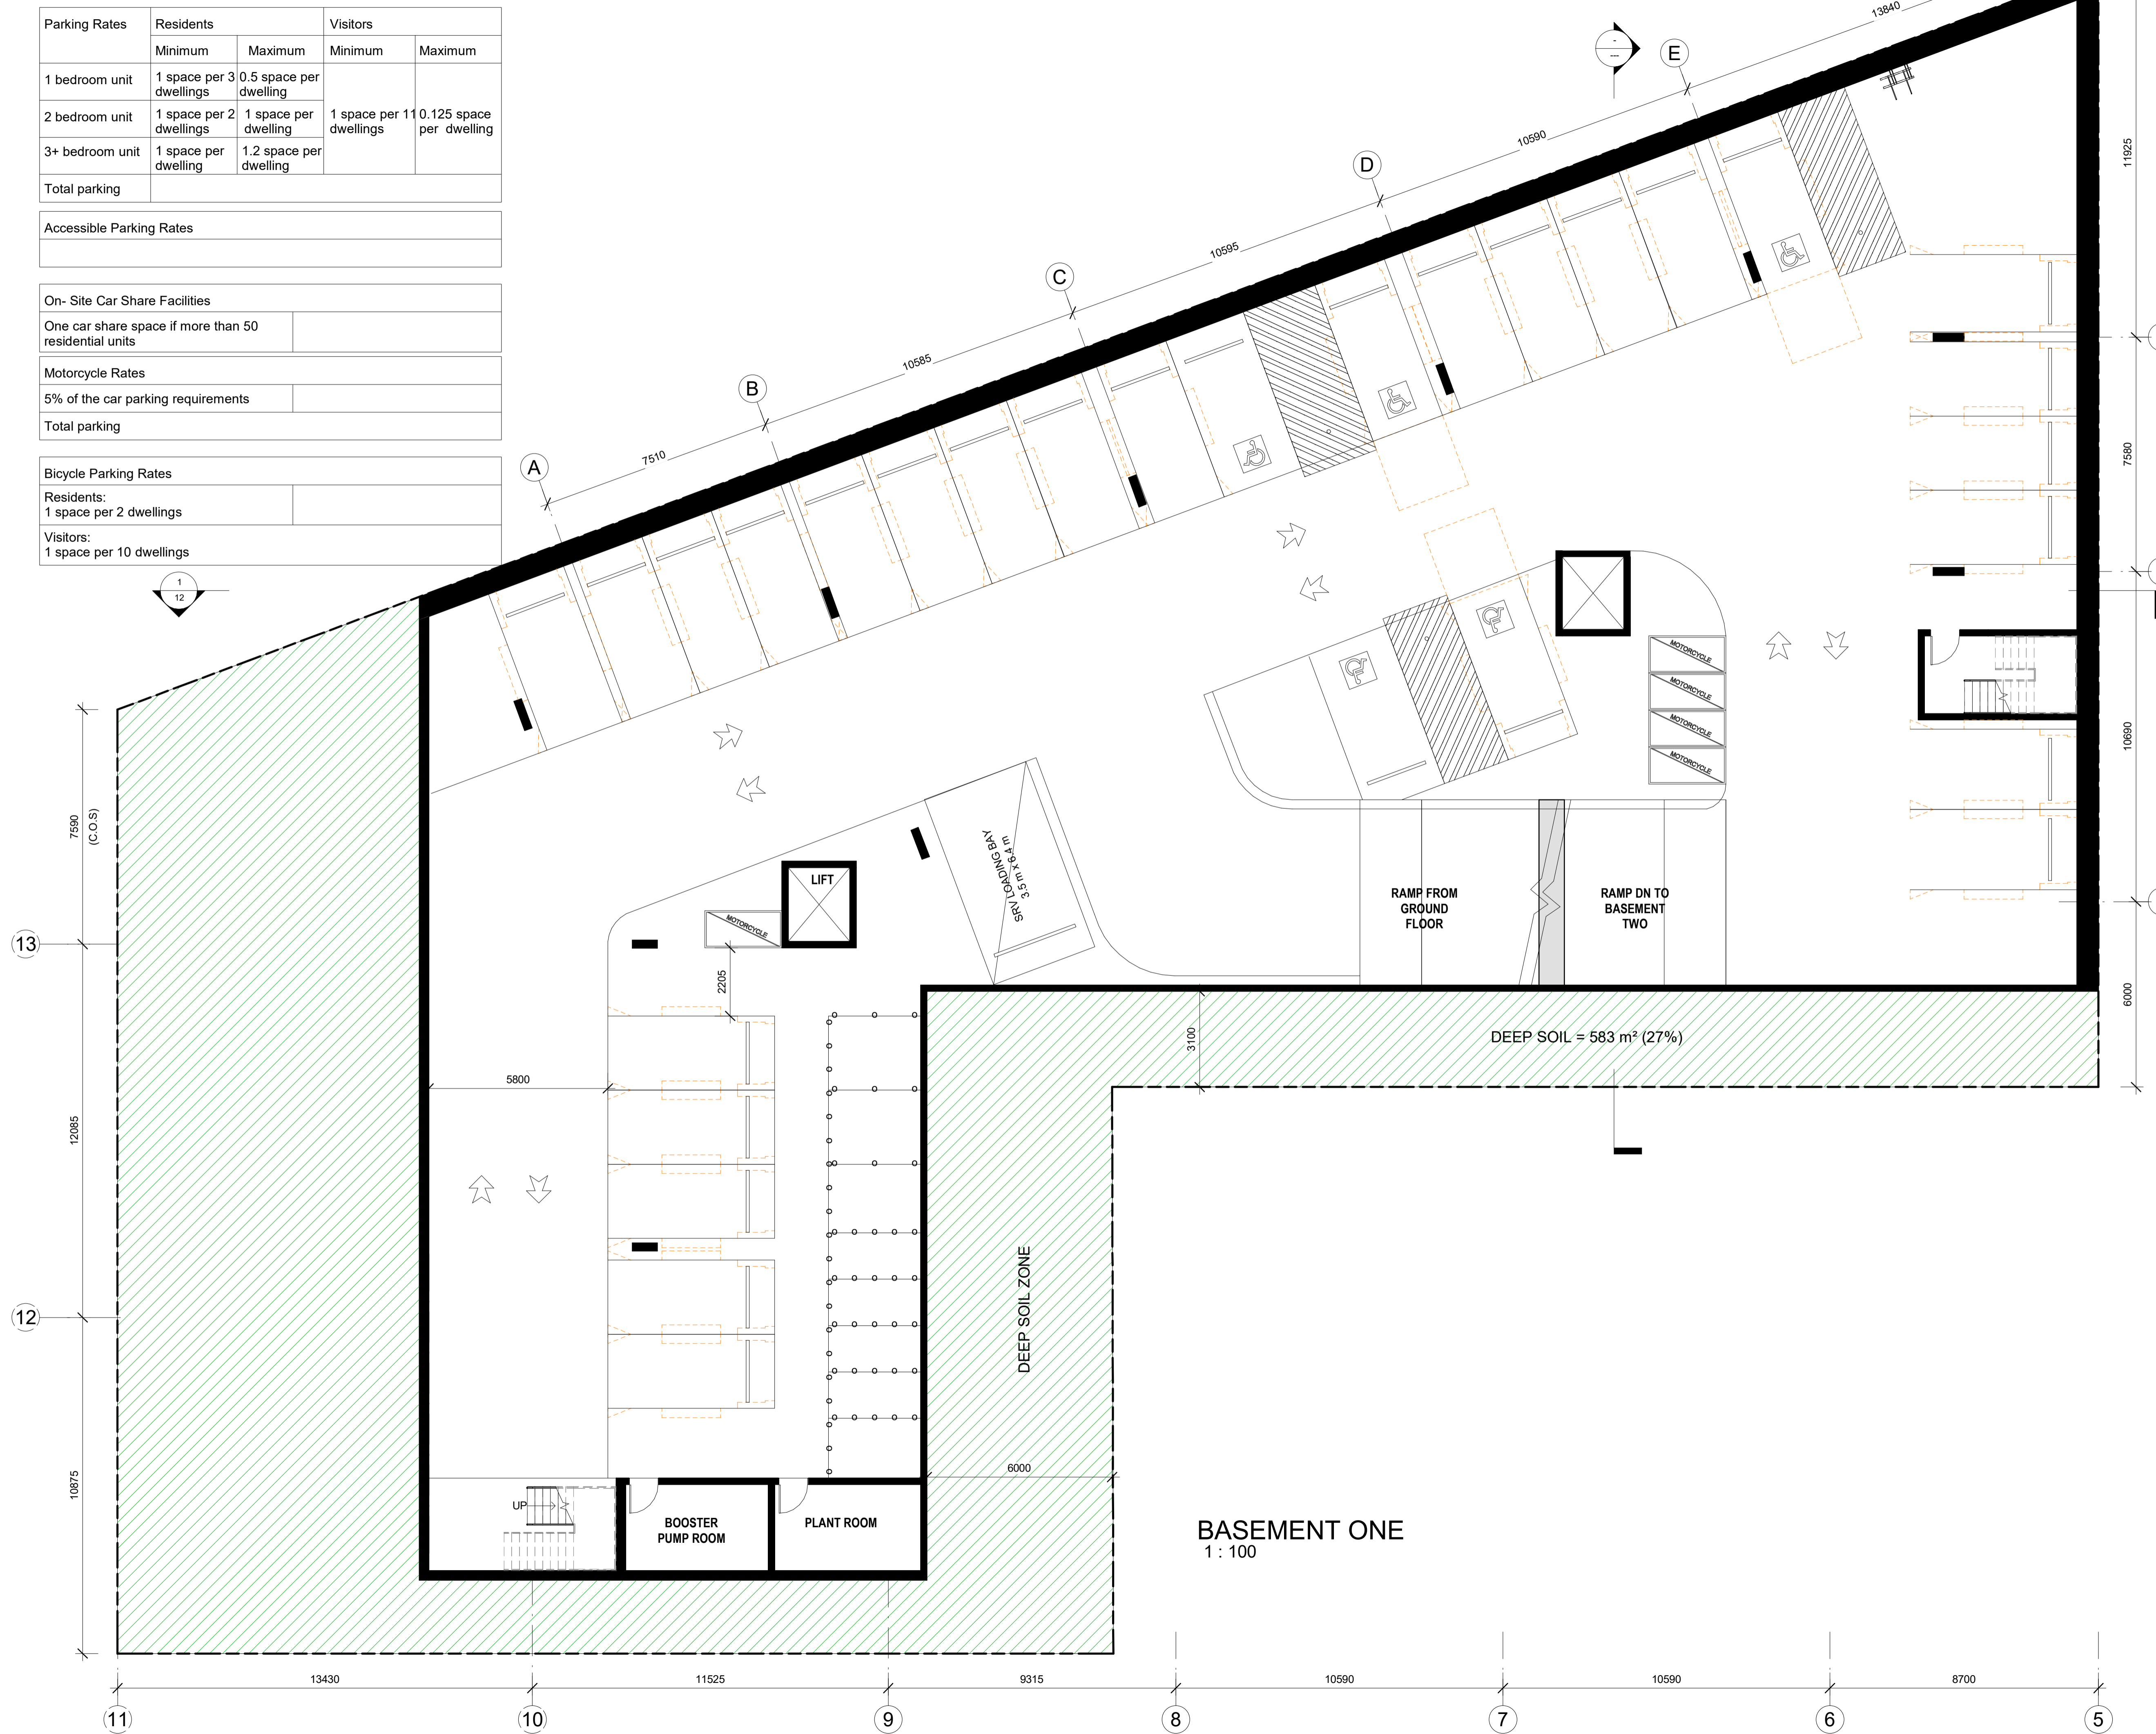 Parking Rates
Residents
Visitors
Minimum
Maximum
Minimum
Maximum
1 bedroom unit
1 space per 3
dwellings
0.5 space per
dwelling
2 bedroom unit
1 space per 2
dwellings
1 space per
dwelling
1 space per 11
dwellings
0.125 space
per dwelling
3+ bedroom unit
1 space per
dwelling
1.2 space per
dwelling
Total parking
Accessible Parking Rates
On- Site Car Share Facilities
One car share space if more than 50
residential units
Motorcycle Rates
5% of the car parking requirements
Total parking
Bicycle Parking Rates
Residents:
1 space per 2 dwellings
Visitors:
1 space per 10 dwellings
1
12
-
---
A
B
C
D
E
7510
10585
10595
10590
13840
11925
7580
10690
6000
MOTORCYCLE
MOTORCYCLE
MOTORCYCLE
MOTORCYCLE
7590
(C.O.S)
12085
10875
13
12
LIFT
MOTORCYCLE
2205
5800
SRV LOADING BAY
3.5 m x 6.4 m
RAMP FROM
GROUND
FLOOR
RAMP DN TO
BASEMENT
TWO
3100
DEEP SOIL = 583 m² (27%)
DEEP SOIL ZONE
6000
UP
BOOSTER
PUMP ROOM
PLANT ROOM
BASEMENT ONE
1 : 100
13430
11525
9315
10590
10590
8700
11
10
9
8
7
6
5